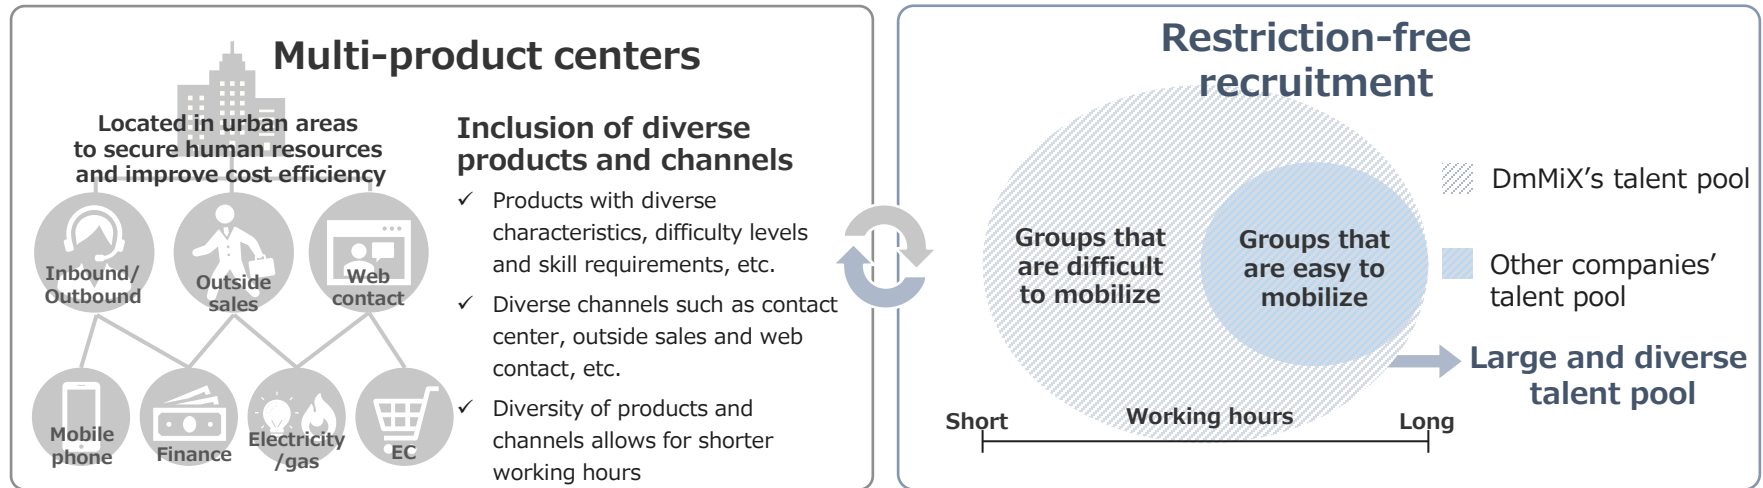 Multi-product centers
Located in urban areas
to secure human resources
and improve cost efficiency
Inbound/
Outbound
Outside
sales
Web
contact
Mobile
phone
Finance
Electricity
/gas
EC
Inclusion of diverse
products and channels
✓ Products with diverse
characteristics, difficulty levels
and skill requirements, etc.
✓ Diverse channels such as contact
center, outside sales and web
contact, etc.
✓ Diversity of products and
channels allows for shorter
working hours
Restriction-free
recruitment
Groups that
are difficult
to mobilize
Groups that
are easy to
mobilize
DmMiX’s talent pool
Other companies’
talent pool
Large and diverse
talent pool
Short
Working hours
Long